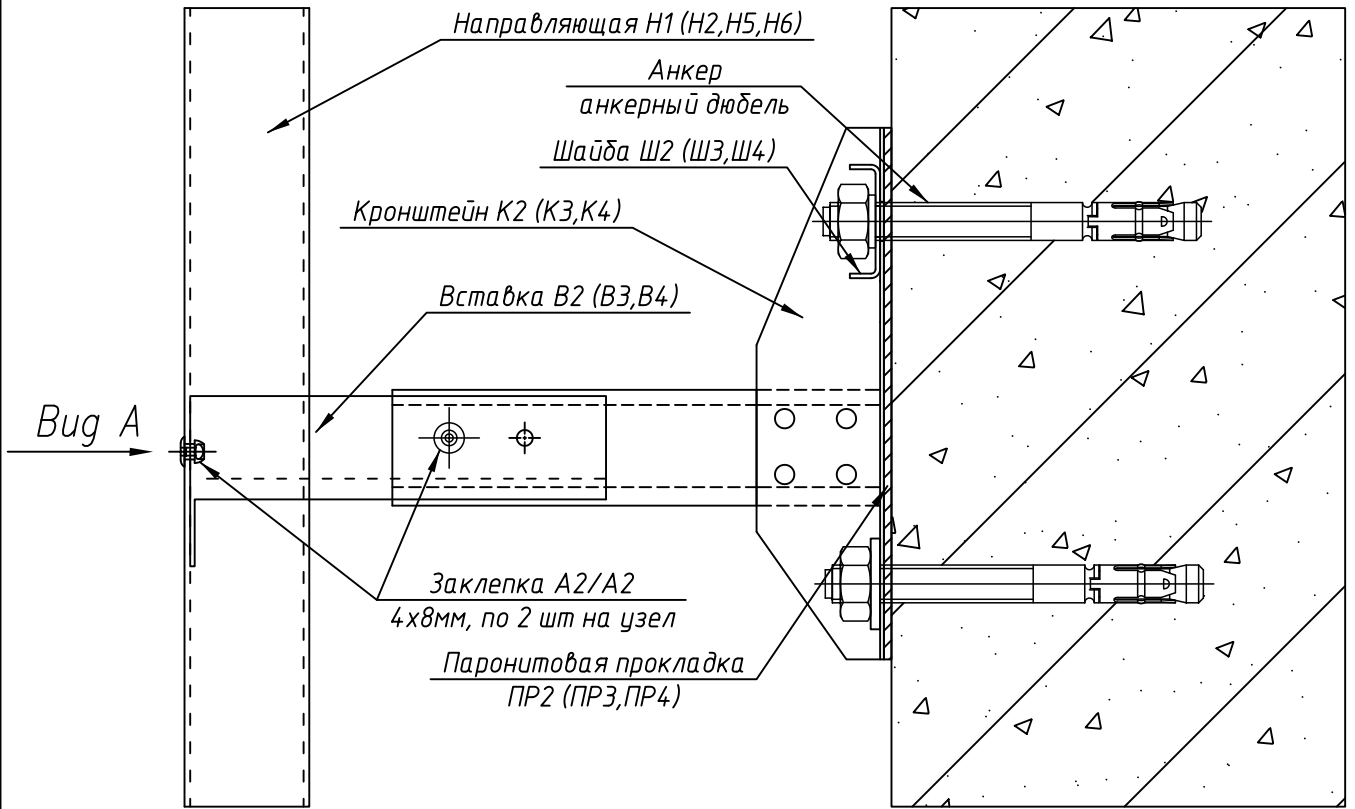 Направляющая Н1 (Н2,Н5,Н6)
Анкер
анкерный дюбель
Шайба Ш2 (Ш3,Ш4)
Кронштейн К2 (К3,К4)
Вставка В2 (В3,В4)
Вид А
Заклепка А2/А2
4х8мм, по 2 шт на узел
Паронитовая прокладка
ПР2 (ПР3,ПР4)